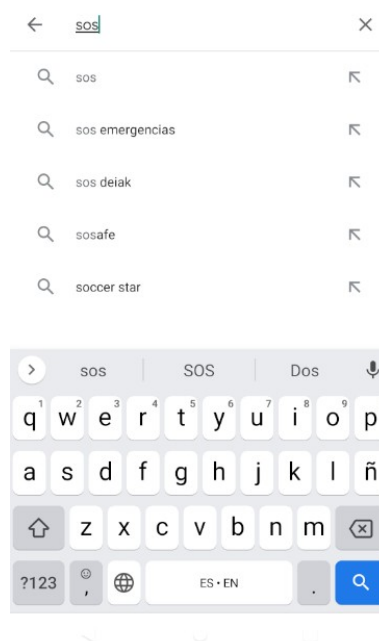 sos
sos
sos emergencias
sos deiak
sosafe
soccer star
sos SOS Dos
1 2 3 4 5 6 7 8 9
q w e r t y u i o p
a s d f g h j k l ñ
z x c v b n m
?123 , ES • EN .